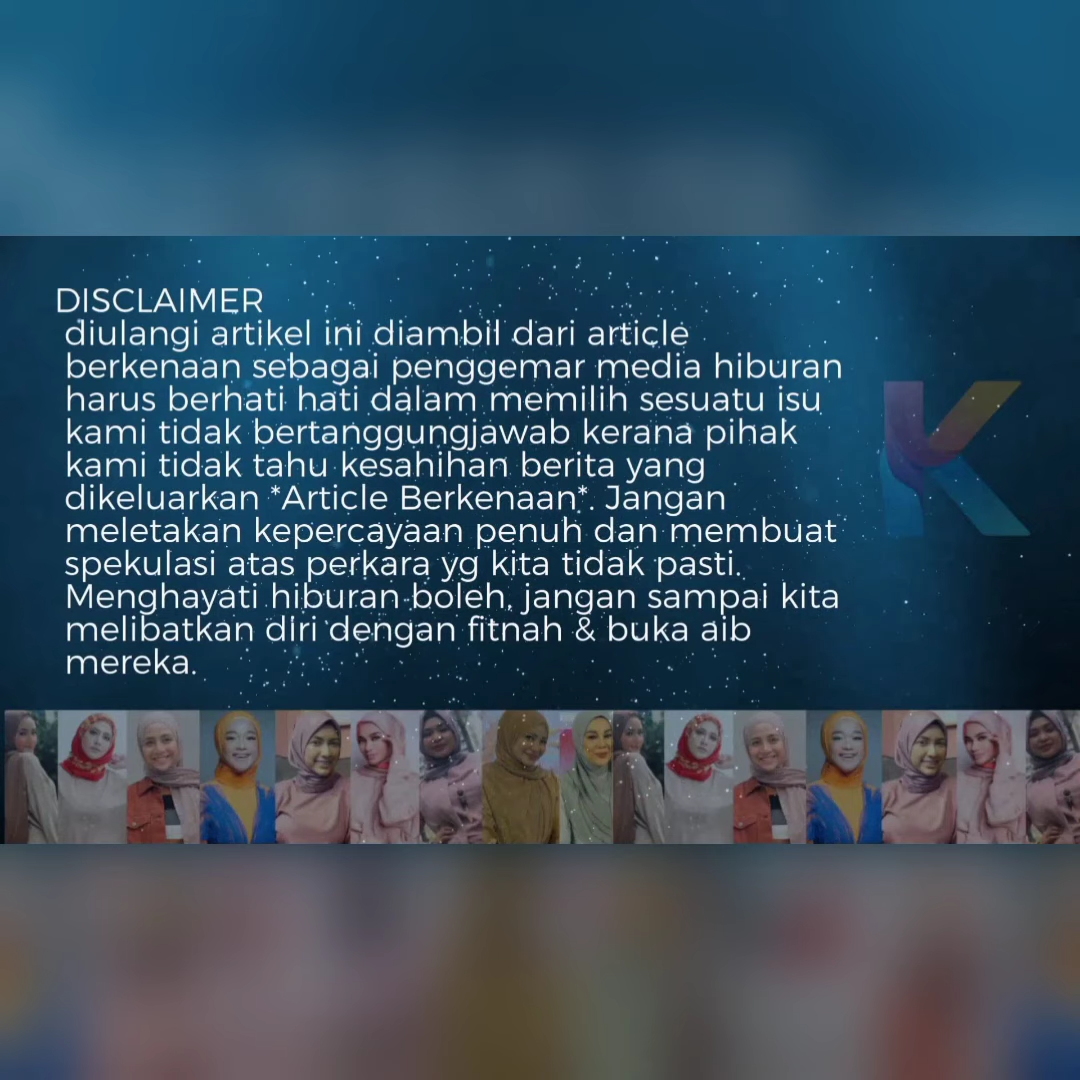 DISCLAIMER
diulangi artikel ini diambil dari article
berkenaan sebagai penggemar media hiburan
harus berhati hati dalam memilih sesuatu isu
kami tidak bertanggungjawab kerana pihak
kami tidak tahu kesahihan berita yang
dikeluarkan *Article Berkenaan*. Jangan
meletakan kepercayaan penuh dan membuat
spekulasi atas perkara yg kita tidak pasti.
Menghayati hiburan boleh, jangan sampai kita
melibatkan diri dengan fitnah & buka aib
mereka.
K